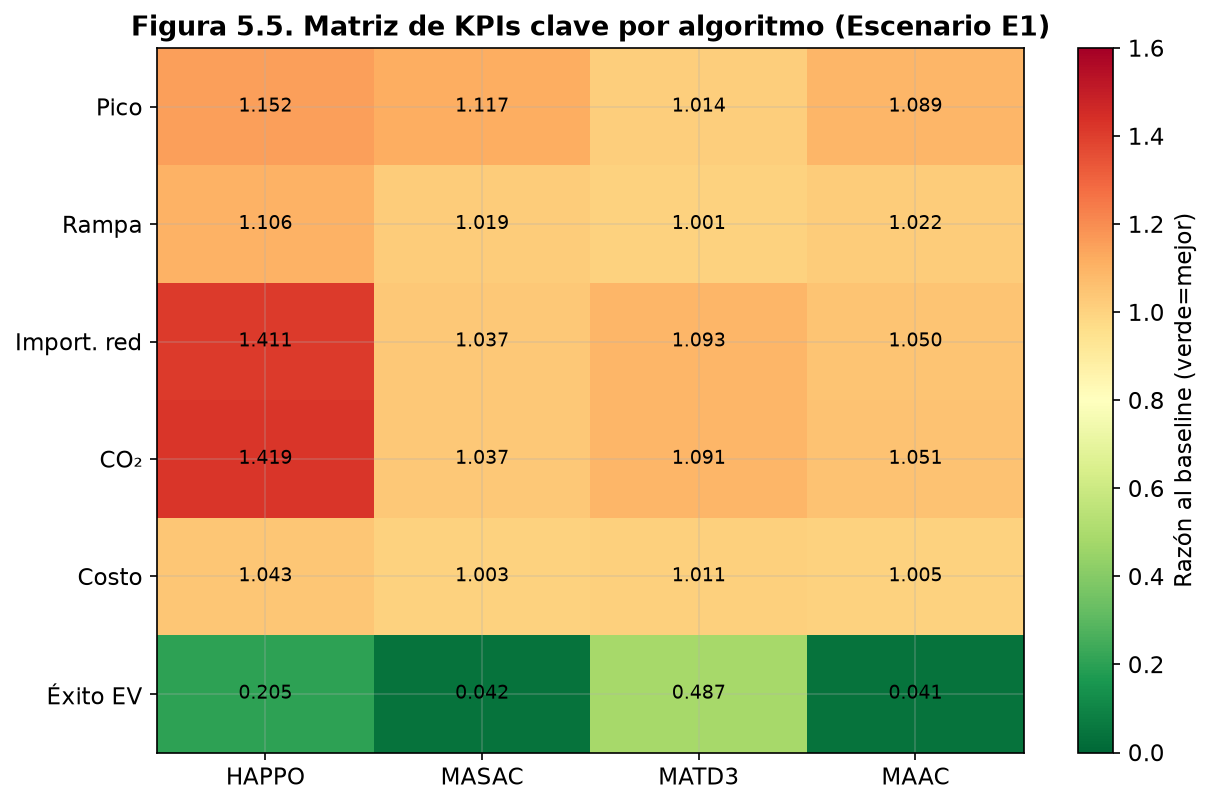 Figura 5.5. Matriz de KPIs clave por algoritmo (Escenario E1)
Pico 1.152 1.117 1.014 1.089
Rampa 1.106 1.019 1.001 1.022
Import. red 1.411 1.037 1.093 1.050
CO₂ 1.419 1.037 1.091 1.051
Costo 1.043 1.003 1.011 1.005
Éxito EV 0.205 0.042 0.487 0.041
HAPPO MASAC MATD3 MAAC
1.6
1.4
1.2
1.0
0.8
0.6
0.4
0.2
0.0
Razón al baseline (verde=mejor)